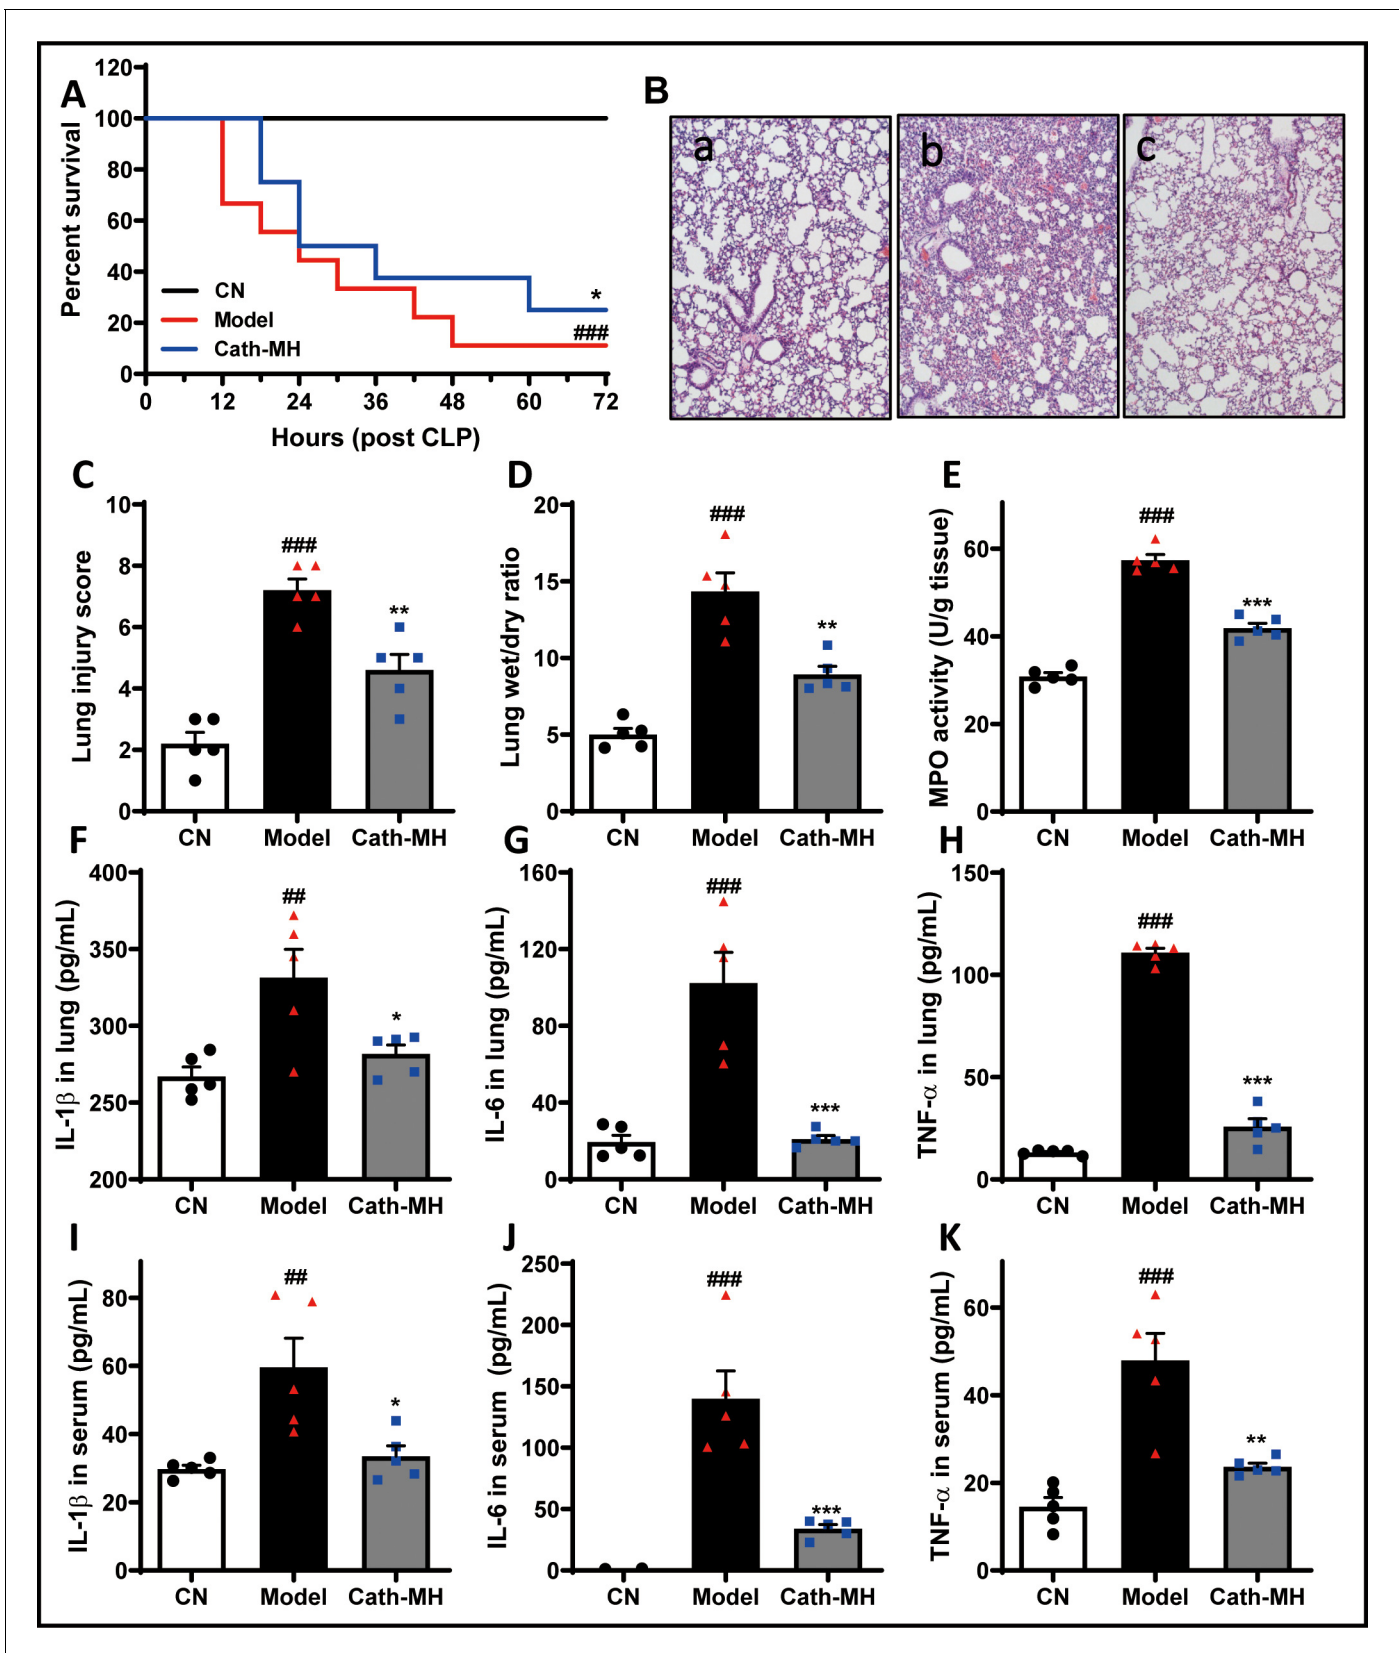 A
120
100
80
60
40
20
0
Percent survival
CN
Model
Cath-MH
*
###
0 12 24 36 48 60 72
Hours (post CLP)
B
a b c
C
10
8
6
4
2
0
Lung injury score
###
**
CN Model Cath-MH
D
20
15
10
5
0
Lung wet/dry ratio
###
**
CN Model Cath-MH
E
60
40
20
0
MPO activity (U/g tissue)
###
***
CN Model Cath-MH
F
400
350
300
250
200
IL-1β in lung (pg/mL)
##
*
CN Model Cath-MH
G
160
120
80
40
0
IL-6 in lung (pg/mL)
###
***
CN Model Cath-MH
H
150
100
50
0
TNF-α in lung (pg/mL)
###
***
CN Model Cath-MH
I
80
60
40
20
0
IL-1β in serum (pg/mL)
##
*
CN Model Cath-MH
J
250
200
150
100
50
0
IL-6 in serum (pg/mL)
###
***
CN Model Cath-MH
K
60
40
20
0
TNF-α in serum (pg/mL)
###
**
CN Model Cath-MH